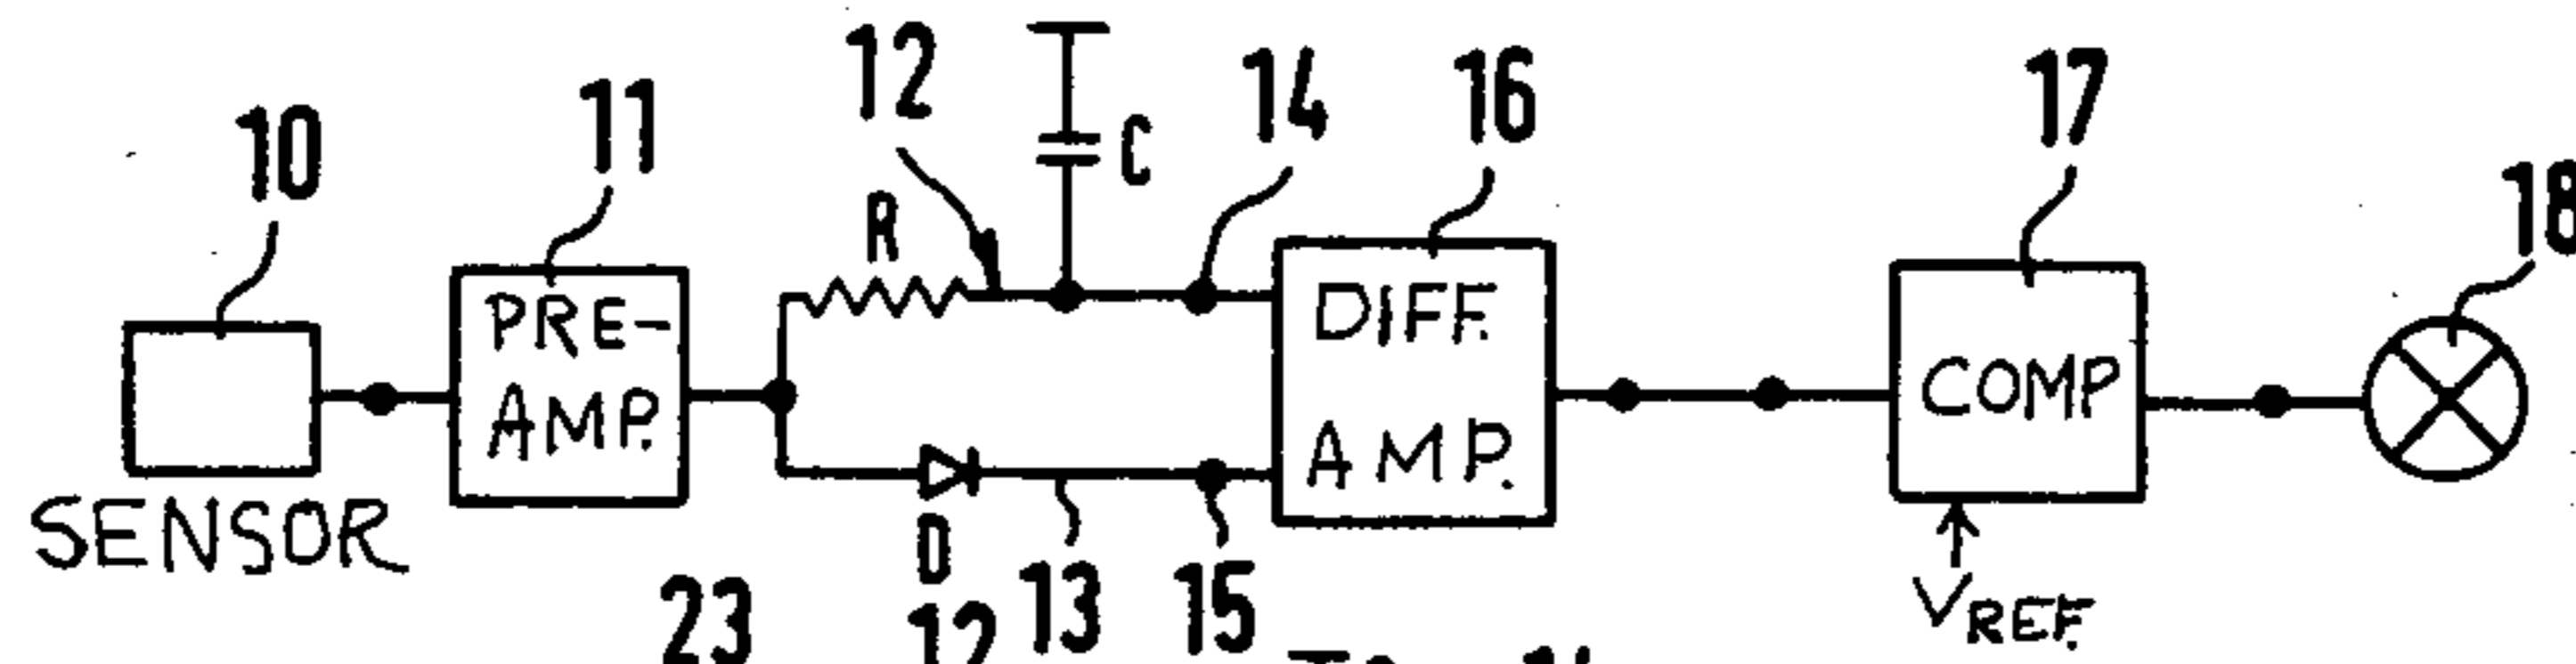 12
14
16
17
11
10
18
C
R
PRE-
AMP.
DIFF.
AMP.
COMP
SENSOR
D
13
15
VREF.
23
12